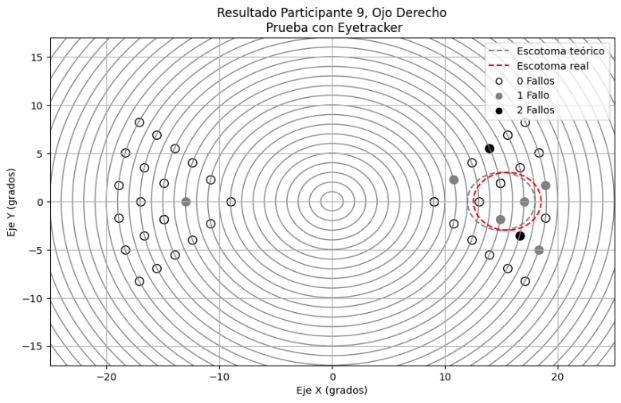 Resultado Participante 9, Ojo Derecho
Prueba con Eyetracker
Escotoma teórico
Escotoma real
0 Fallos
1 Fallo
2 Fallos
15
10
5
0
−5
−10
−15
Eje Y (grados)
−20
−10
0
10
20
Eje X (grados)